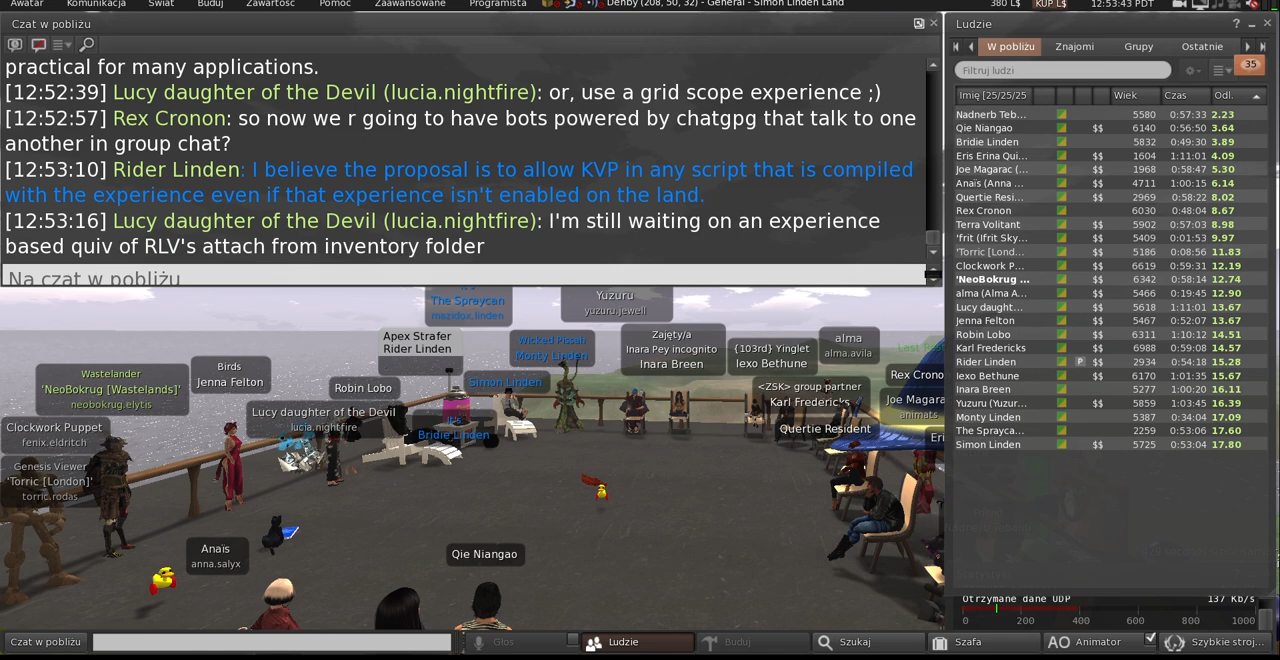 Awatar Komunikacja Świat Buduj Zawartość Pomoc Zaawansowane Programista Denby (208, 50, 32) - General - Simon Linden Land 380 L$ KUP L$ 12:53:43 PDT
Czat w pobliżu
practical for many applications.
[12:52:39] Lucy daughter of the Devil (lucia.nightfire): or, use a grid scope experience ;)
[12:52:57] Rex Cronon: so now we r going to have bots powered by chatgpg that talk to one
another in group chat?
[12:53:10] Rider Linden: I believe the proposal is to allow KVP in any script that is compiled
with the experience even if that experience isn't enabled on the land.
[12:53:16] Lucy daughter of the Devil (lucia.nightfire): I'm still waiting on an experience
based quiv of RLV's attach from inventory folder
Na czat w pobliżu
The Spraycan
mazidox.linden
Yuzuru
yuzuru.jewell
Apex Strafer
Rider Linden
Wicked Pissah
Monty Linden
Zajęty/a
Inara Pey incognito
Inara Breen
{103rd} Yinglet
Iexo Bethune
alma
alma.avila
Birds
Jenna Felton
Wastelander
'NeoBokrug [Wastelands]'
neobokrug.elytis
Robin Lobo
Simon Linden
<ZSK> group partner
Karl Fredericks
Rex Crono
Joe Magara
animats
Lucy daughter of the Devil
lucia.nightfire
It's
Bridie Linden
Quertie Resident
Eri
Clockwork Puppet
fenix.eldritch
Genesis Viewer
'Torric [London]'
torric.rodas
Anaïs
anna.salyx
Qie Niangao
Ludzie
W pobliżu Znajomi Grupy Ostatnie
Filtruj ludzi
35
Imię [25/25/25 Wiek Czas Odl.
Nadnerb Teb... 5580 0:57:33 2.23
Qie Niangao $$ 6140 0:56:50 3.64
Bridie Linden 5832 0:49:30 3.89
Eris Erina Qui... $$ 1604 1:11:01 4.09
Joe Magarac (... $$ 1968 0:58:47 5.30
Anaïs (Anna ... $$ 4711 1:00:15 6.14
Quertie Resi... $$ 2969 0:58:22 8.02
Rex Cronon 6030 0:48:04 8.67
Terra Volitant $$ 5902 0:57:03 8.98
'frit (Ifrit Sky... $$ 5409 0:01:53 9.97
'Torric [Lond... $$ 5186 0:08:56 11.83
Clockwork P... $$ 6619 0:59:31 12.19
'NeoBokrug ... $$ 6342 0:58:14 12.74
alma (Alma A... $$ 5466 0:19:45 12.90
Lucy daught... $$ 5618 1:11:01 13.67
Jenna Felton $$ 5467 0:52:07 13.67
Robin Lobo $$ 6311 1:10:12 14.51
Karl Fredericks $$ 6988 0:59:08 14.57
Rider Linden P $$ 2934 0:54:18 15.28
Iexo Bethune $$ 6170 1:01:35 15.67
Inara Breen 5277 1:00:20 16.11
Yuzuru (Yuzur... $$ 5859 1:03:45 16.39
Monty Linden 5387 0:34:04 17.09
The Sprayca... 2259 0:53:06 17.60
Simon Linden $$ 5725 0:53:04 17.80
Otrzymane dane UDP 137 Kb/s
0 200 400 600 800 1000
Czat w pobliżu Głos Ludzie Buduj Szukaj Szafa AO Animator Szybkie stroj...